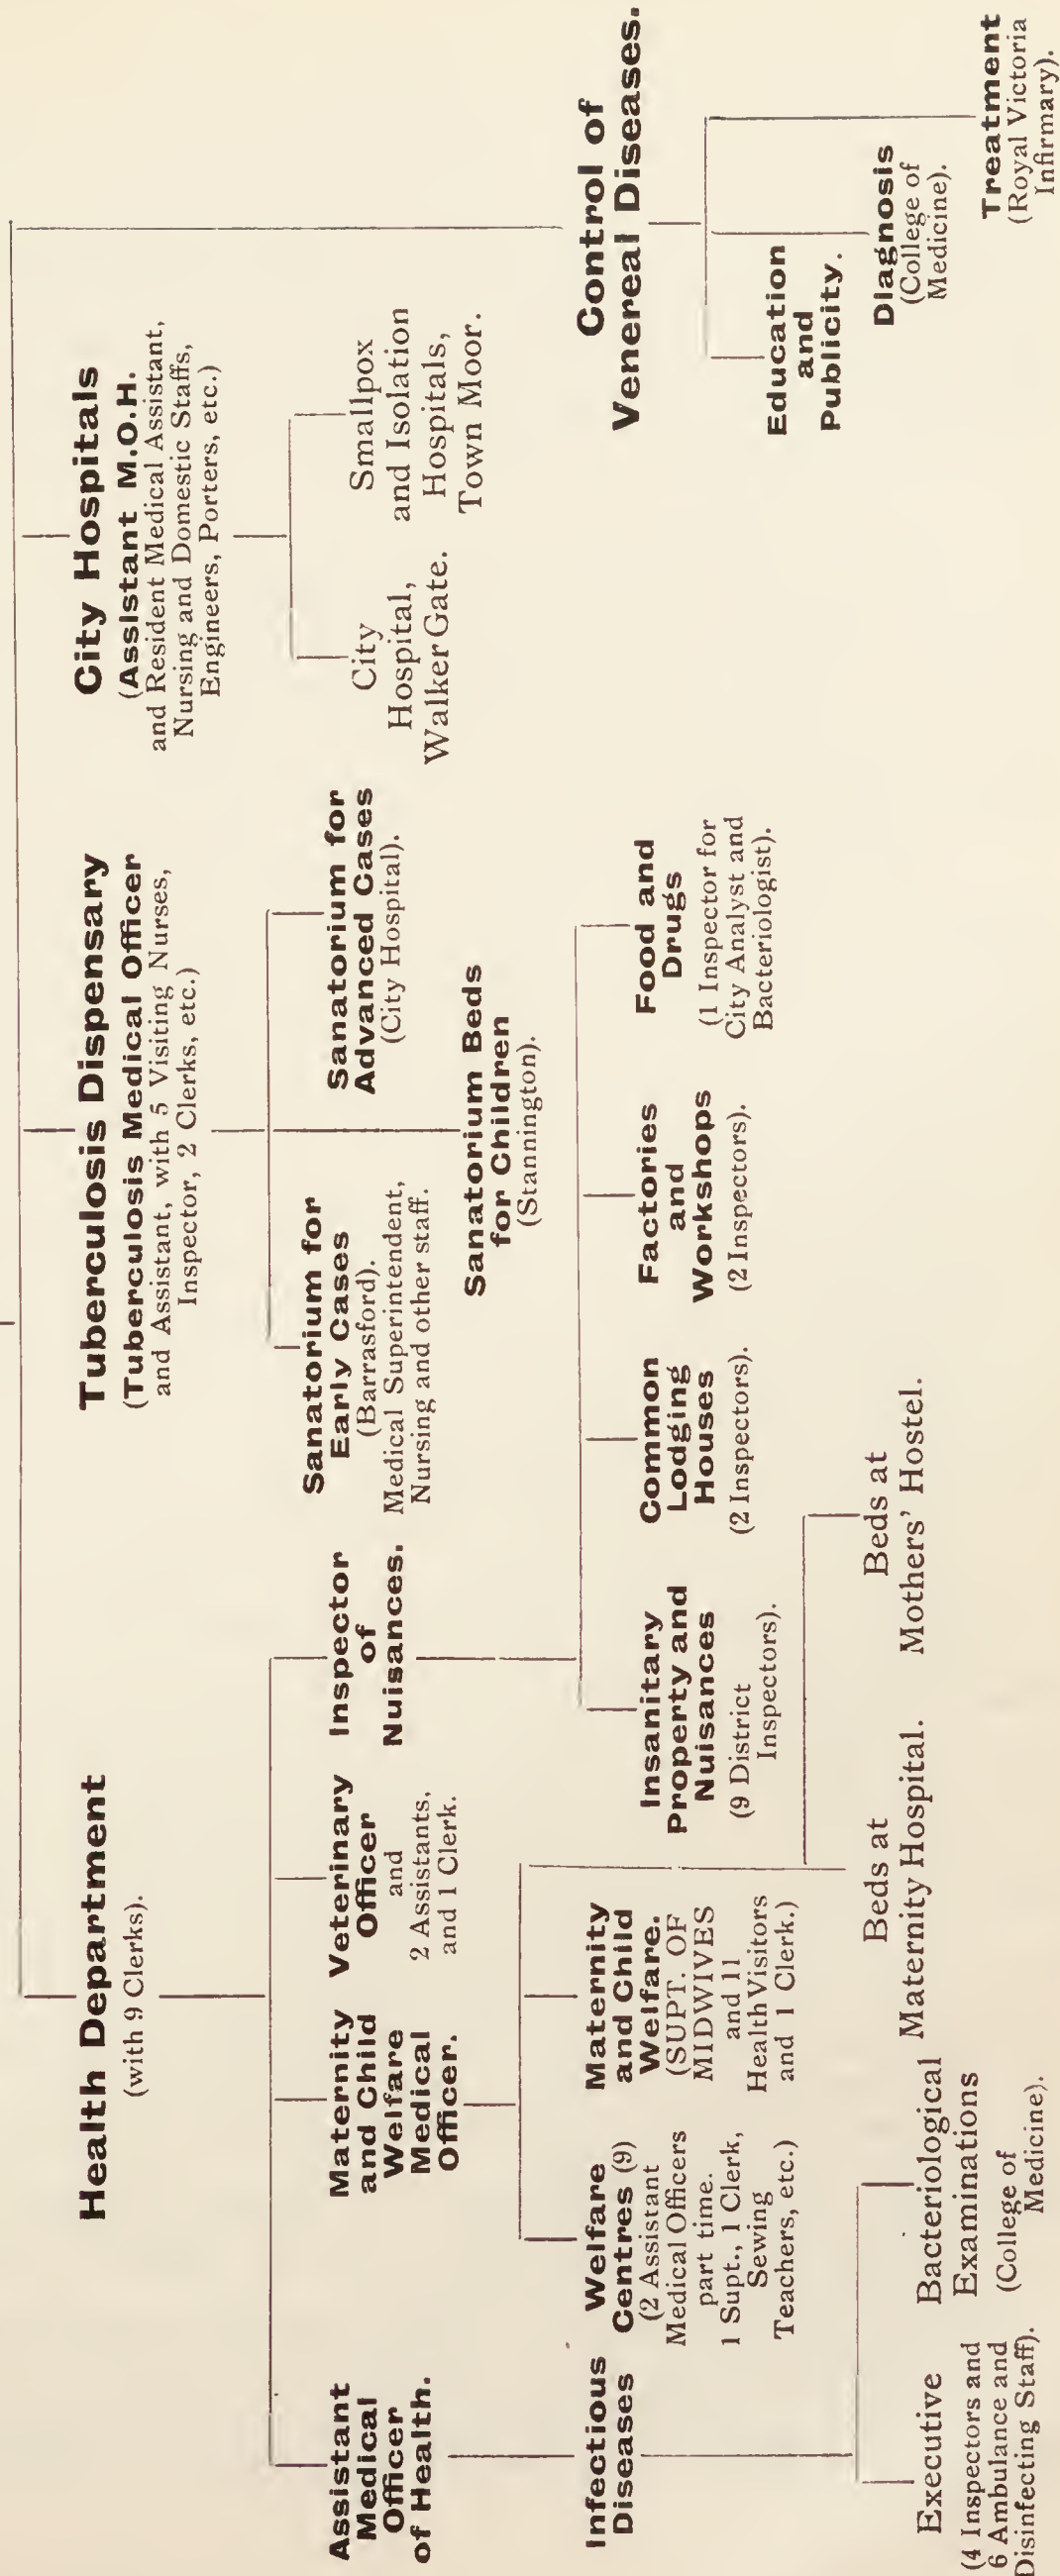 Health Department
(with 9 Clerks).
Tuberculosis Dispensary
(Tuberculosis Medical Officer
and Assistant, with 5 Visiting Nurses,
Inspector, 2 Clerks, etc.)
City Hospitals
(Assistant M.O.H.
and Resident Medical Assistant,
Nursing and Domestic Staffs,
Engineers, Porters, etc.)
Assistant
Medical
Officer
of Health.
Maternity
and Child
Welfare
Medical
Officer.
Veterinary
Officer
and
2 Assistants,
and 1 Clerk.
Inspector
of
Nuisances.
Sanatorium for
Early Cases
(Barrasford).
Medical Superintendent,
Nursing and other staff.
Sanatorium for
Advanced Cases
(City Hospital).
Sanatorium Beds
for Children
(Stannington).
City
Hospital,
Walker Gate.
Smallpox
and Isolation
Hospitals,
Town Moor.
Control of
Venereal Diseases.
Infectious
Diseases
Welfare
Centres (9)
(2 Assistant
Medical Officers
part time.
1 Supt., 1 Clerk,
Sewing
Teachers, etc.)
Maternity
and Child
Welfare.
(SUPT. OF
MIDWIVES
and 11
Health Visitors
and 1 Clerk.)
Insanitary
Property and
Nuisances
(9 District
Inspectors).
Common
Lodging
Houses
(2 Inspectors).
Factories
and
Workshops
(2 Inspectors).
Food and
Drugs
(1 Inspector for
City Analyst and
Bacteriologist).
Education
and
Publicity.
Diagnosis
(College of
Medicine).
Treatment
(Royal Victoria
Infirmary).
Executive
(4 Inspectors and
6 Ambulance and
Disinfecting Staff).
Bacteriological
Examinations
(College of
Medicine).
Beds at
Maternity Hospital.
Beds at
Mothers' Hostel.